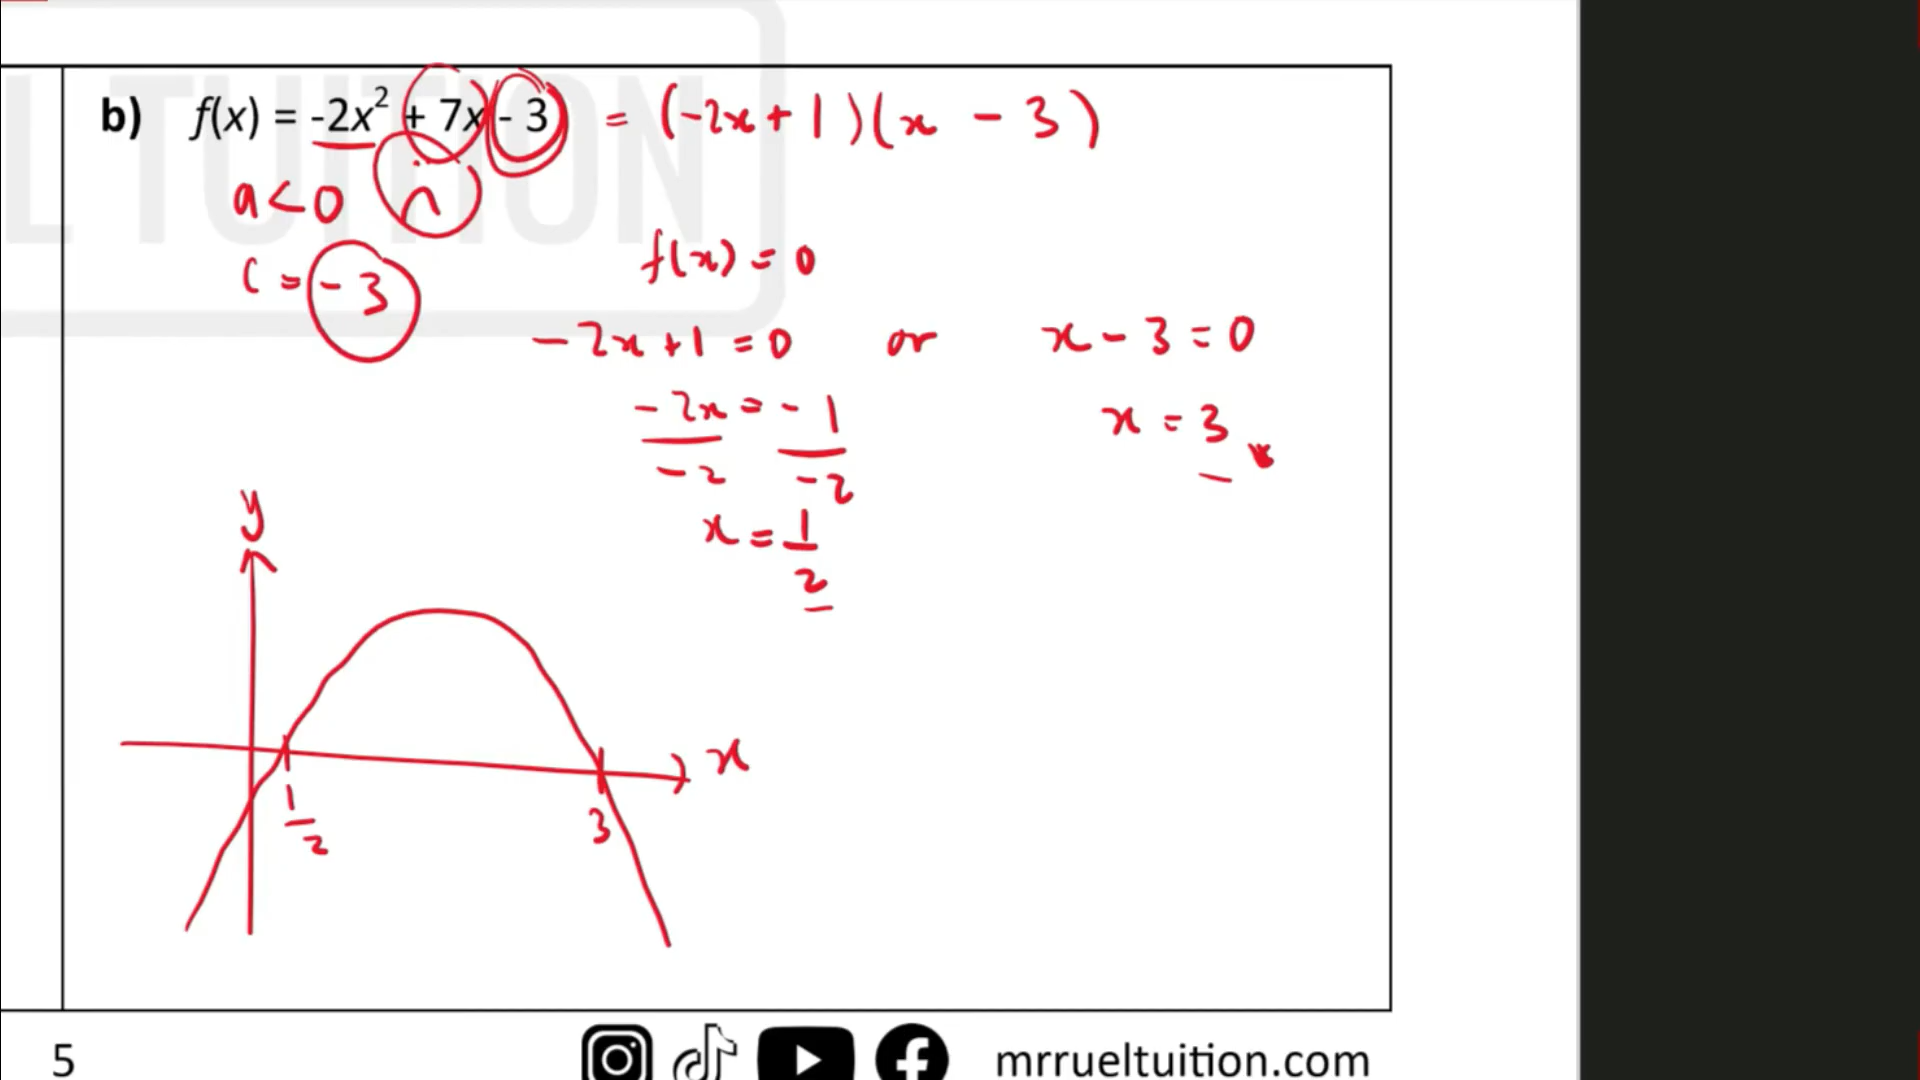 L TUITION
b) f(x) = -2x² + 7x - 3 = (-2x + 1)(x - 3)
a < 0 ∩
c = -3
f(x) = 0
-2x + 1 = 0 or x - 3 = 0
-2x = -1
-2 -2
x = 3
x = 1/2
y
x
1/2
3
5
mrrueltuition.com